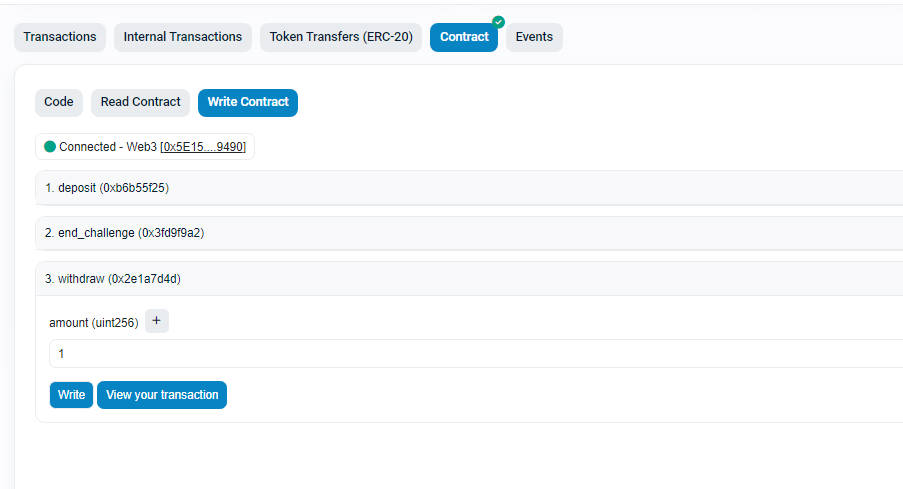 Transactions Internal Transactions Token Transfers (ERC-20) Contract Events
Code Read Contract Write Contract
Connected - Web3 [0x5E15....9490]
1. deposit (0xb6b55f25)
2. end_challenge (0x3fd9f9a2)
3. withdraw (0x2e1a7d4d)
amount (uint256) +
1
Write View your transaction